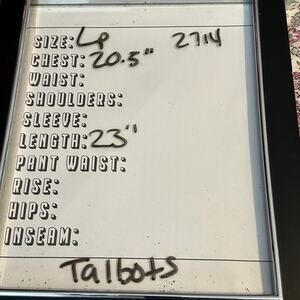 SIZE: LP 2714
CHEST: 20.5"
WAIST:
SHOULDERS:
SLEEVE:
LENGTH: 23"
PANT WAIST:
RISE:
HIPS:
INSEAM:
Talbots